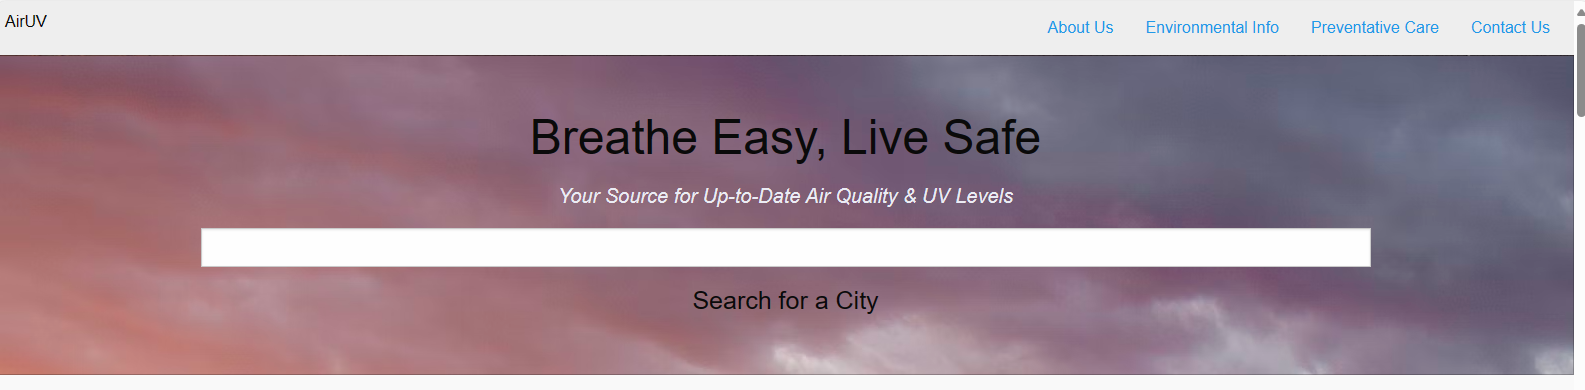 AirUV
About Us Environmental Info Preventative Care Contact Us
Breathe Easy, Live Safe
Your Source for Up-to-Date Air Quality & UV Levels
Search for a City